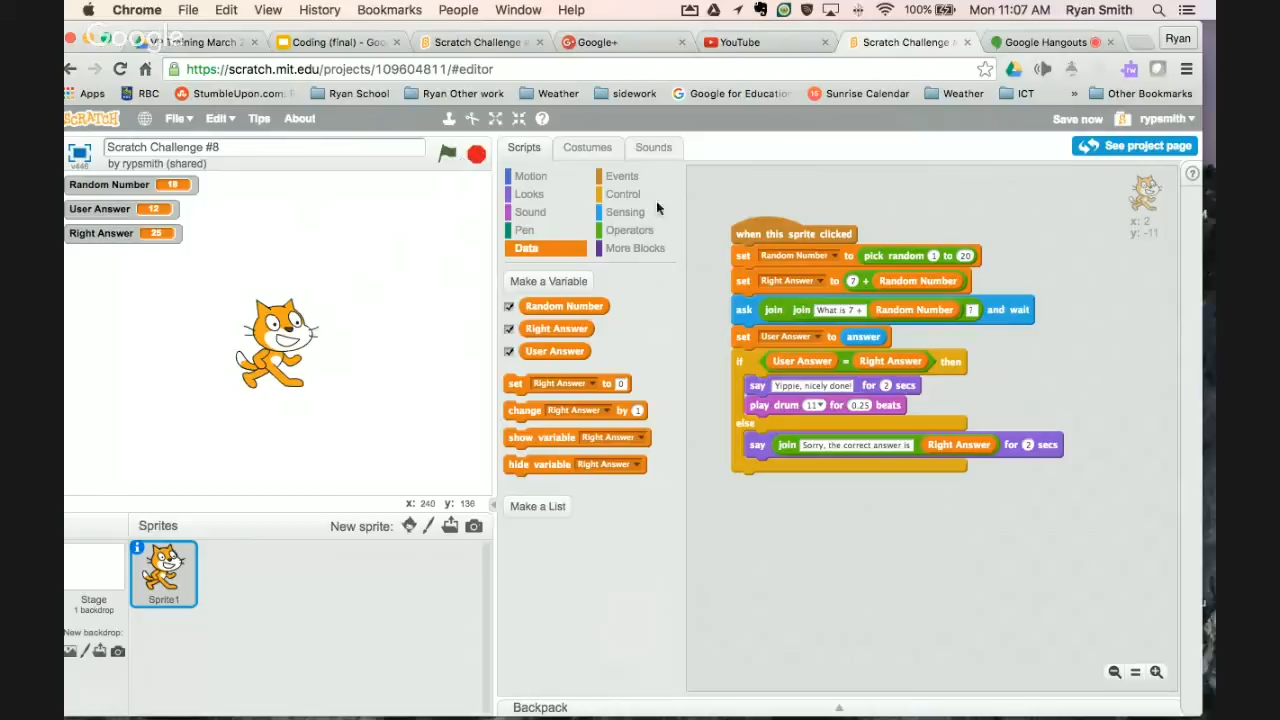 Chrome File Edit View History Bookmarks People Window Help 100% Mon 11:07 AM Ryan Smith
Google
Training March 2 Coding (final) - Goo Scratch Challenge # Google+ YouTube Scratch Challenge # Google Hangouts Ryan
https://scratch.mit.edu/projects/109604811/#editor
Apps RBC StumbleUpon.com Ryan School Ryan Other work Weather sidework Google for Education Sunrise Calendar Weather ICT » Other Bookmarks
SCRATCH File Edit Tips About Save now rypsmith
Scratch Challenge #8
by rypsmith (shared)
v446
Scripts Costumes Sounds
See project page
Random Number 18
User Answer 12
Right Answer 25
Motion Events
Looks Control
Sound Sensing
Pen Operators
Data More Blocks
Make a Variable
Random Number
Right Answer
User Answer
set Right Answer to 0
change Right Answer by 1
show variable Right Answer
hide variable Right Answer
Make a List
x: 2
y: -11
when this sprite clicked
set Random Number to pick random 1 to 20
set Right Answer to 7 + Random Number
ask join join What is 7 + Random Number ? and wait
set User Answer to answer
if User Answer = Right Answer then
say Yippie, nicely done! for 2 secs
play drum 11 for 0.25 beats
else
say join Sorry, the correct answer is Right Answer for 2 secs
x: 240 y: 136
Sprites New sprite:
Stage
1 backdrop
New backdrop:
Sprite1
Backpack